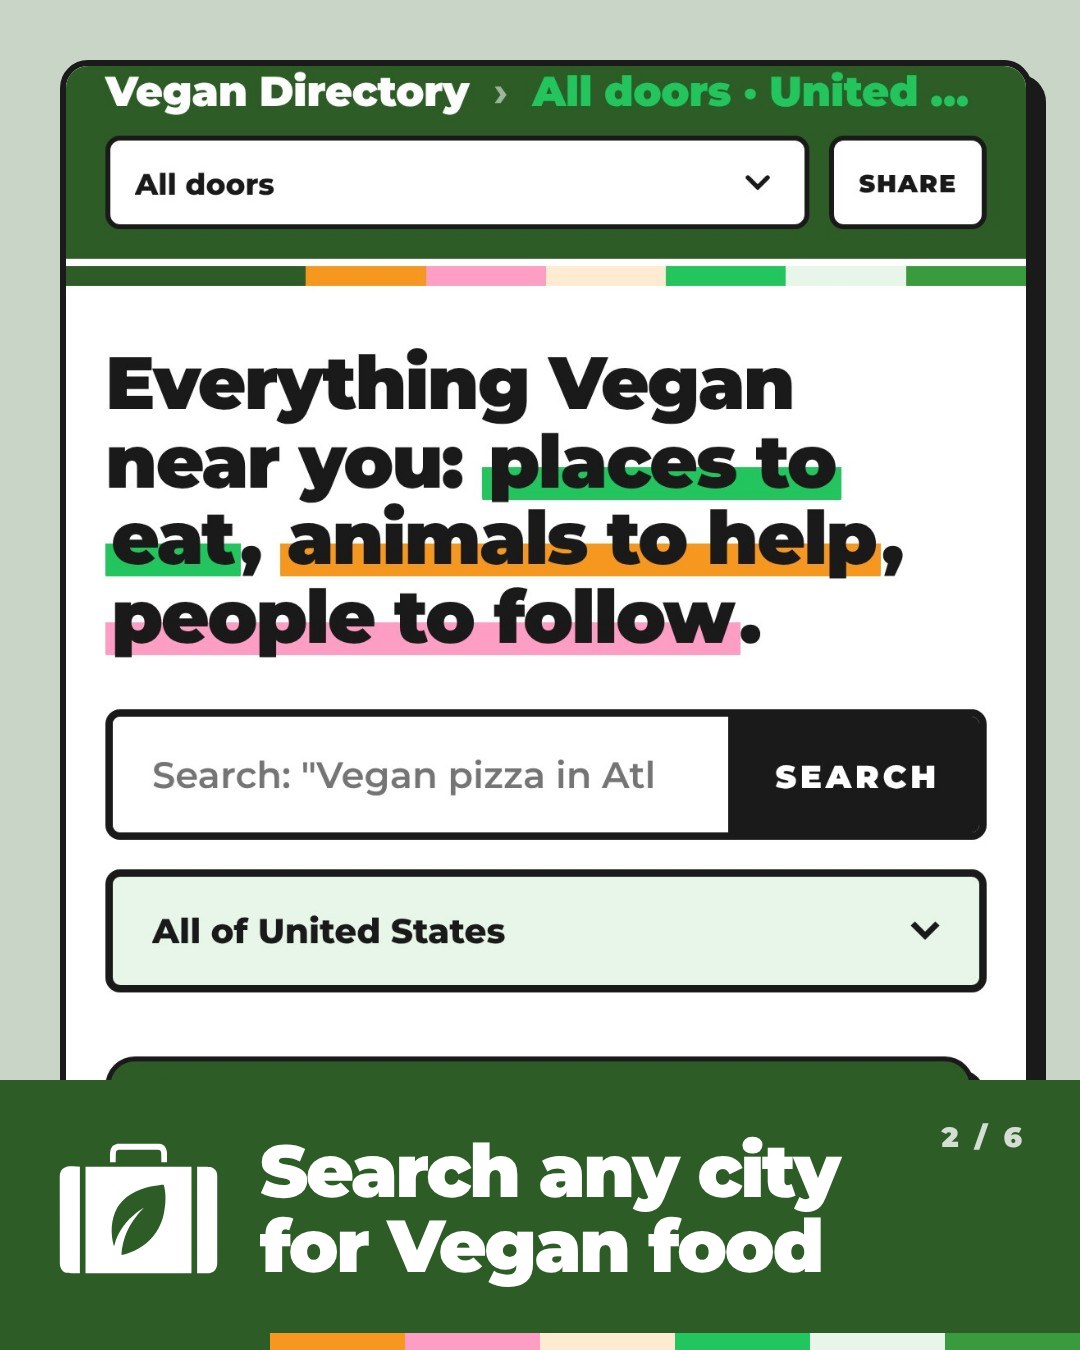 Vegan Directory › All doors • United ...
All doors
SHARE
Everything Vegan
near you: places to
eat, animals to help,
people to follow.
Search: "Vegan pizza in Atl
SEARCH
All of United States
2 / 6
Search any city
for Vegan food